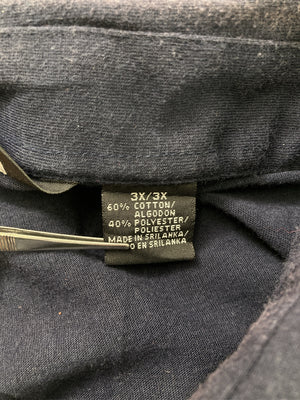 3X/3X
60% COTTON/
ALGODON
40% POLYESTER/
POLIESTER
MADE IN SRILANKA/
O EN SRILANKA